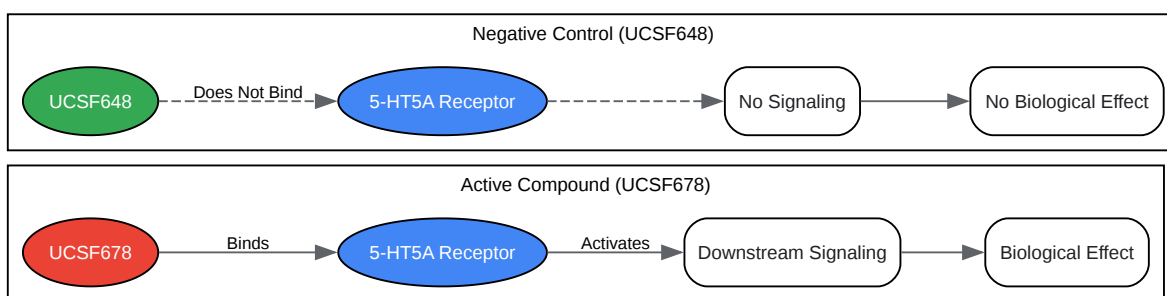 Negative Control (UCSF648)
UCSF648
Does Not Bind
5-HT5A Receptor
No Signaling
No Biological Effect
Active Compound (UCSF678)
UCSF678
Binds
5-HT5A Receptor
Activates
Downstream Signaling
Biological Effect